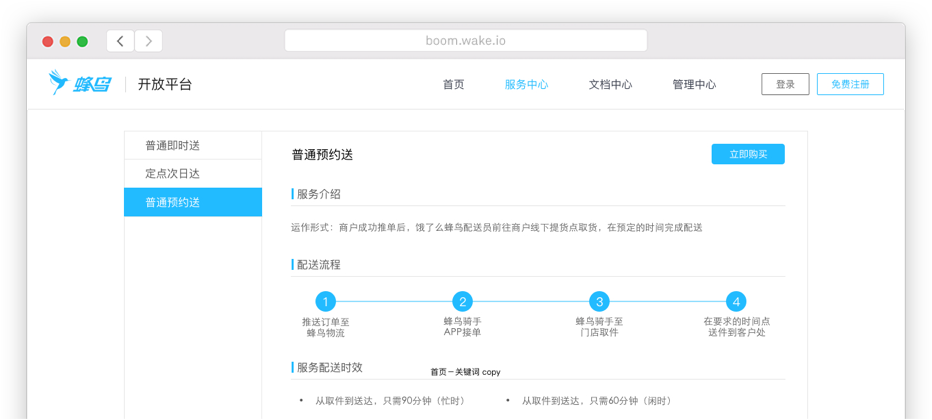 boom.wake.io
蜂鸟 开放平台 首页 服务中心 文档中心 管理中心 登录 免费注册
普通即时送
定点次日达
普通预约送
普通预约送 立即购买
服务介绍
运作形式：商户成功推单后，饿了么蜂鸟配送员前往商户线下提货点取货，在预定的时间完成配送
配送流程
1 2 3 4
推送订单至 蜂鸟骑手 蜂鸟骑手至 在要求的时间点
蜂鸟物流 APP接单 门店取件 送件到客户处
服务配送时效
首页－关键词 copy
• 从取件到送达，只需90分钟（忙时） • 从取件到送达，只需60分钟（闲时）